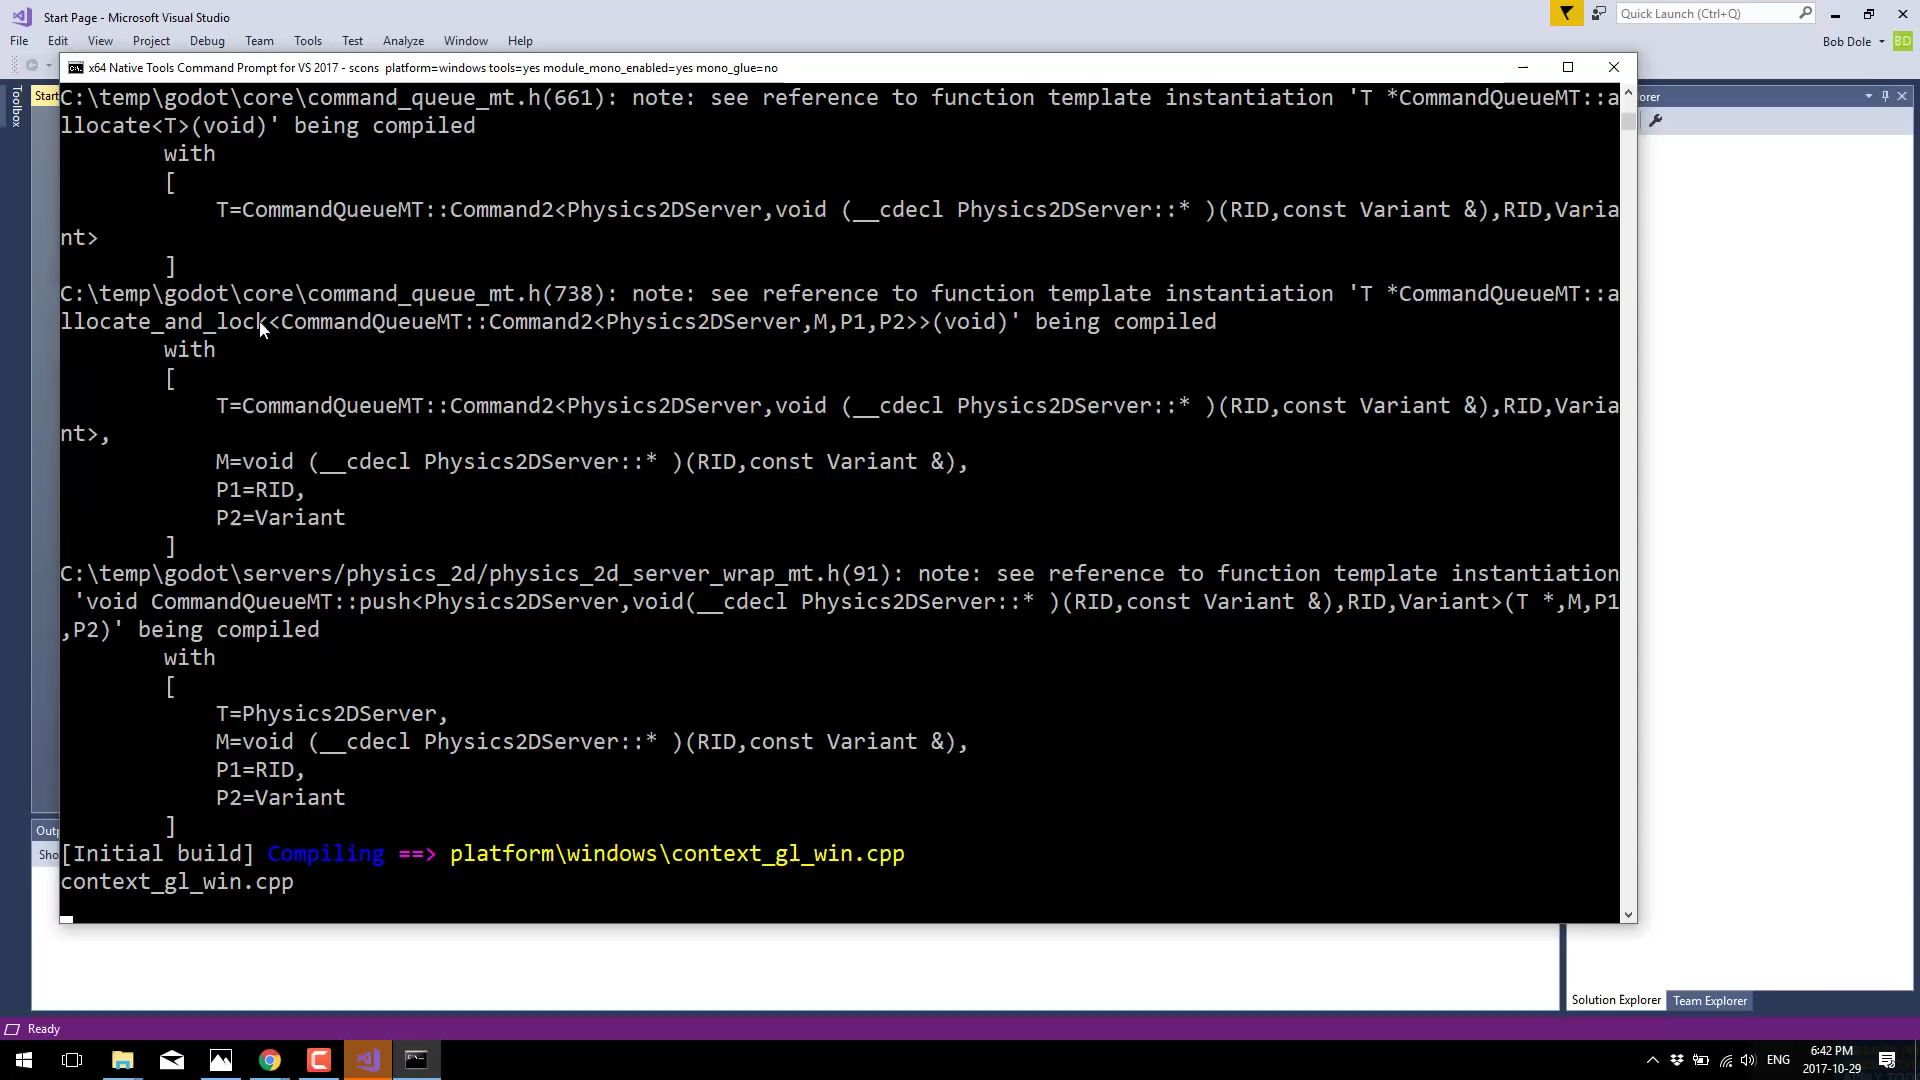 Start Page - Microsoft Visual Studio
Quick Launch (Ctrl+Q)
File Edit View Project Debug Team Tools Test Analyze Window Help
Bob Dole
BD
x64 Native Tools Command Prompt for VS 2017 - scons platform=windows tools=yes module_mono_enabled=yes mono_glue=no
Toolbox
Start
orer
C:\temp\godot\core\command_queue_mt.h(661): note: see reference to function template instantiation 'T *CommandQueueMT::a
llocate<T>(void)' being compiled
with
[
T=CommandQueueMT::Command2<Physics2DServer,void (__cdecl Physics2DServer::* )(RID,const Variant &),RID,Varia
nt>
]
C:\temp\godot\core\command_queue_mt.h(738): note: see reference to function template instantiation 'T *CommandQueueMT::a
llocate_and_lock<CommandQueueMT::Command2<Physics2DServer,M,P1,P2>>(void)' being compiled
with
[
T=CommandQueueMT::Command2<Physics2DServer,void (__cdecl Physics2DServer::* )(RID,const Variant &),RID,Varia
nt>,
M=void (__cdecl Physics2DServer::* )(RID,const Variant &),
P1=RID,
P2=Variant
]
C:\temp\godot\servers/physics_2d/physics_2d_server_wrap_mt.h(91): note: see reference to function template instantiation
'void CommandQueueMT::push<Physics2DServer,void(__cdecl Physics2DServer::* )(RID,const Variant &),RID,Variant>(T *,M,P1
,P2)' being compiled
with
[
T=Physics2DServer,
M=void (__cdecl Physics2DServer::* )(RID,const Variant &),
P1=RID,
P2=Variant
]
[Initial build] Compiling ==> platform\windows\context_gl_win.cpp
context_gl_win.cpp
Outp
Sho
Solution Explorer Team Explorer
Ready
ENG
6:42 PM
2017-10-29